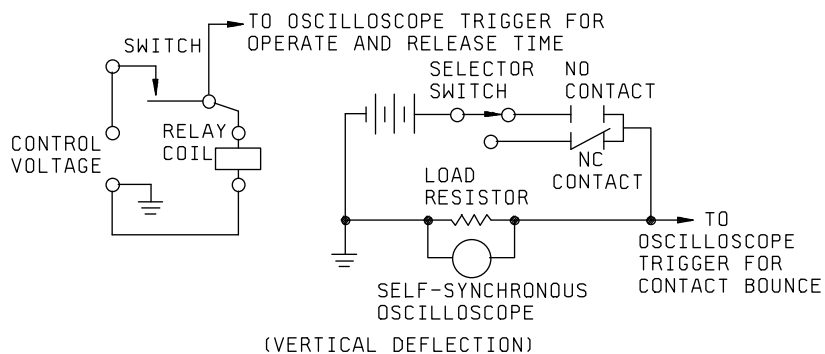 TO OSCILLOSCOPE TRIGGER FOR
OPERATE AND RELEASE TIME
SWITCH
SELECTOR
SWITCH
NO
CONTACT
CONTROL
VOLTAGE
RELAY
COIL
NC
CONTACT
LOAD
RESISTOR
TO
OSCILLOSCOPE
TRIGGER FOR
CONTACT BOUNCE
SELF-SYNCHRONOUS
OSCILLOSCOPE
(VERTICAL DEFLECTION)